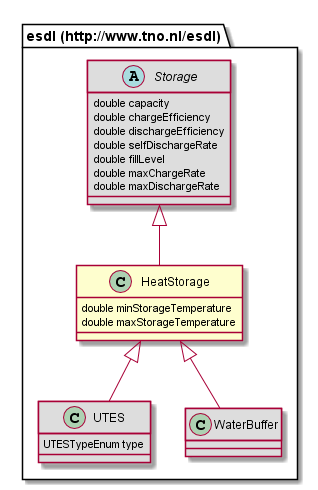 esdl (http://www.tno.nl/esdl)
A Storage
double capacity
double chargeEfficiency
double dischargeEfficiency
double selfDischargeRate
double fillLevel
double maxChargeRate
double maxDischargeRate
C HeatStorage
double minStorageTemperature
double maxStorageTemperature
C UTES
UTESTypeEnum type
C WaterBuffer